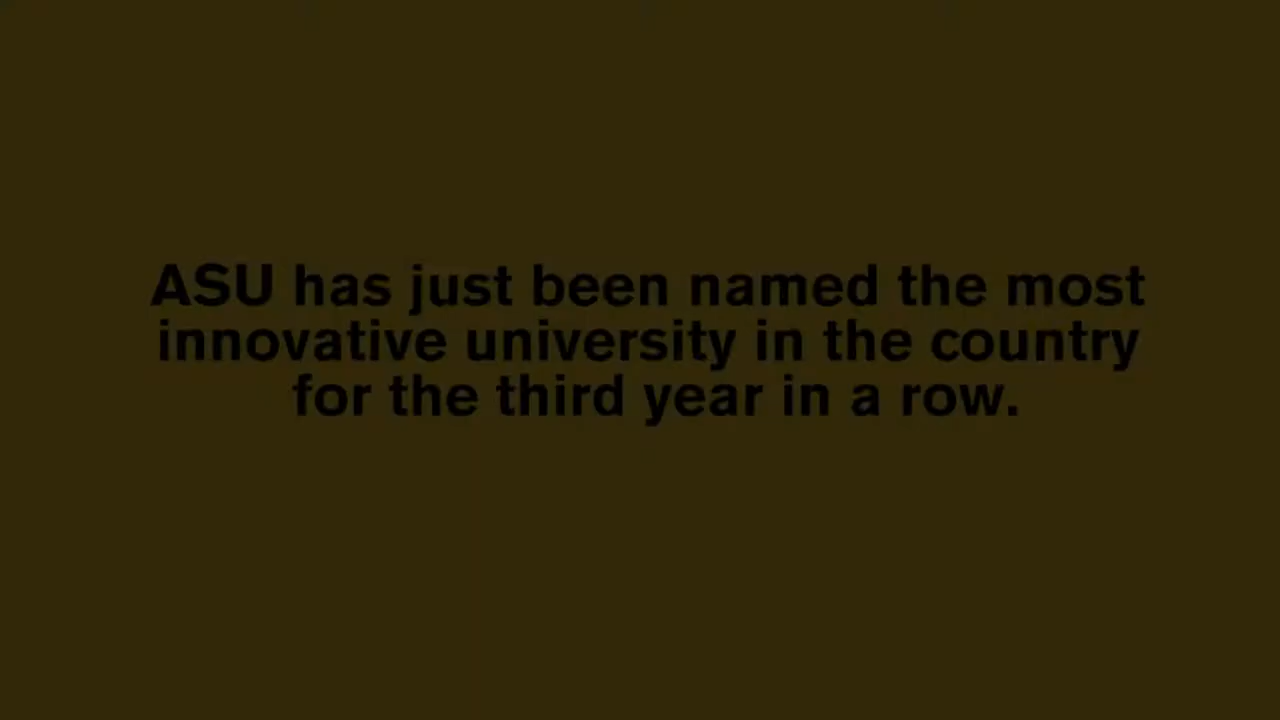 ASU has just been named the most
innovative university in the country
for the third year in a row.